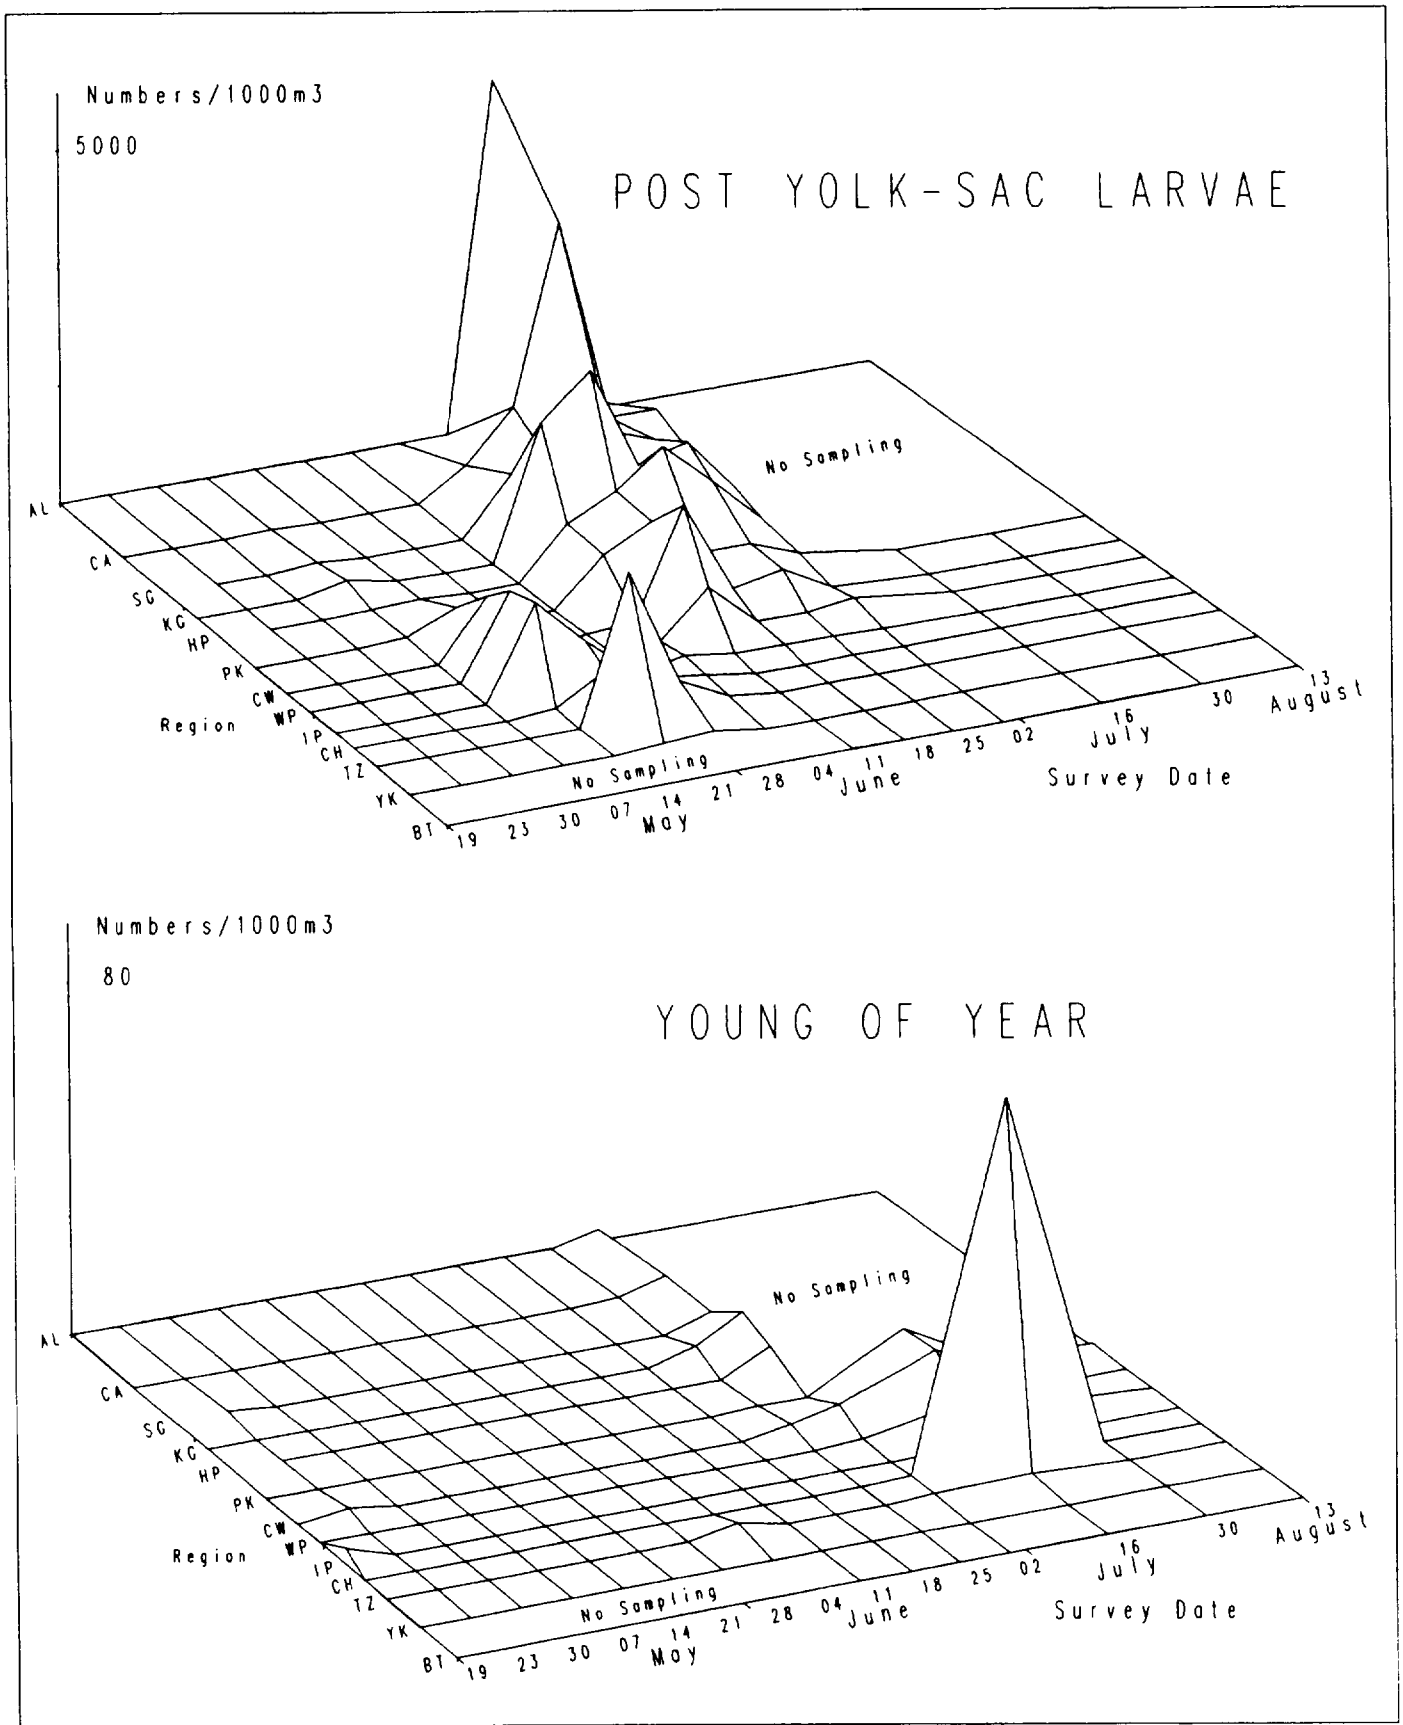 Numbers/1000m3
5000
POST YOLK-SAC LARVAE
No Sampling
AL
CA
SG
KG
HP
PK
CW
WP
IP
CH
TZ
YK
BT
Region
No Sampling
19 23 30 07 14 21 28 04 11 18 25 02 16 30 13
May June July August
Survey Date
Numbers/1000m3
80
YOUNG OF YEAR
No Sampling
AL
CA
SG
KG
HP
PK
CW
WP
IP
CH
TZ
YK
BT
Region
No Sampling
19 23 30 07 14 21 28 04 11 18 25 02 16 30 13
May June July August
Survey Date